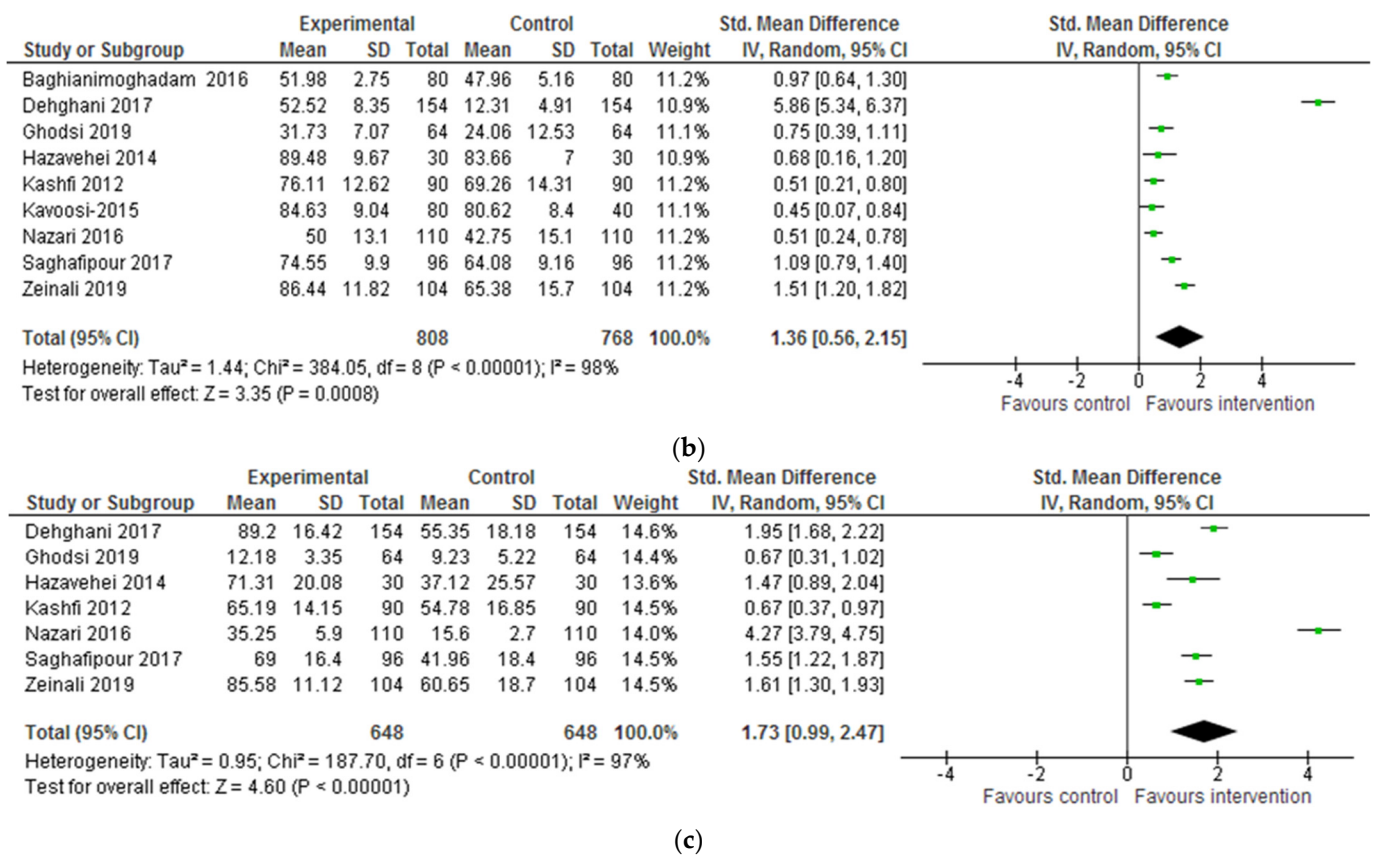 Experimental Control Std. Mean Difference Std. Mean Difference
Study or Subgroup Mean SD Total Mean SD Total Weight IV, Random, 95% CI IV, Random, 95% CI
Baghianimoghadam 2016 51.98 2.75 80 47.96 5.16 80 11.2% 0.97 [0.64, 1.30]
Dehghani 2017 52.52 8.35 154 12.31 4.91 154 10.9% 5.86 [5.34, 6.37]
Ghodsi 2019 31.73 7.07 64 24.06 12.53 64 11.1% 0.75 [0.39, 1.11]
Hazavehei 2014 89.48 9.67 30 83.66 7 30 10.9% 0.68 [0.16, 1.20]
Kashfi 2012 76.11 12.62 90 69.26 14.31 90 11.2% 0.51 [0.21, 0.80]
Kavoosi-2015 84.63 9.04 80 80.62 8.4 40 11.1% 0.45 [0.07, 0.84]
Nazari 2016 50 13.1 110 42.75 15.1 110 11.2% 0.51 [0.24, 0.78]
Saghafipour 2017 74.55 9.9 96 64.08 9.16 96 11.2% 1.09 [0.79, 1.40]
Zeinali 2019 86.44 11.82 104 65.38 15.7 104 11.2% 1.51 [1.20, 1.82]
Total (95% CI) 808 768 100.0% 1.36 [0.56, 2.15]
Heterogeneity: Tau² = 1.44; Chi² = 384.05, df = 8 (P < 0.00001); I² = 98%
Test for overall effect: Z = 3.35 (P = 0.0008)
-4 -2 0 2 4
Favours control Favours intervention
(b)
Experimental Control Std. Mean Difference Std. Mean Difference
Study or Subgroup Mean SD Total Mean SD Total Weight IV, Random, 95% CI IV, Random, 95% CI
Dehghani 2017 89.2 16.42 154 55.35 18.18 154 14.6% 1.95 [1.68, 2.22]
Ghodsi 2019 12.18 3.35 64 9.23 5.22 64 14.4% 0.67 [0.31, 1.02]
Hazavehei 2014 71.31 20.08 30 37.12 25.57 30 13.6% 1.47 [0.89, 2.04]
Kashfi 2012 65.19 14.15 90 54.78 16.85 90 14.5% 0.67 [0.37, 0.97]
Nazari 2016 35.25 5.9 110 15.6 2.7 110 14.0% 4.27 [3.79, 4.75]
Saghafipour 2017 69 16.4 96 41.96 18.4 96 14.5% 1.55 [1.22, 1.87]
Zeinali 2019 85.58 11.12 104 60.65 18.7 104 14.5% 1.61 [1.30, 1.93]
Total (95% CI) 648 648 100.0% 1.73 [0.99, 2.47]
Heterogeneity: Tau² = 0.95; Chi² = 187.70, df = 6 (P < 0.00001); I² = 97%
Test for overall effect: Z = 4.60 (P < 0.00001)
-4 -2 0 2 4
Favours control Favours intervention
(c)